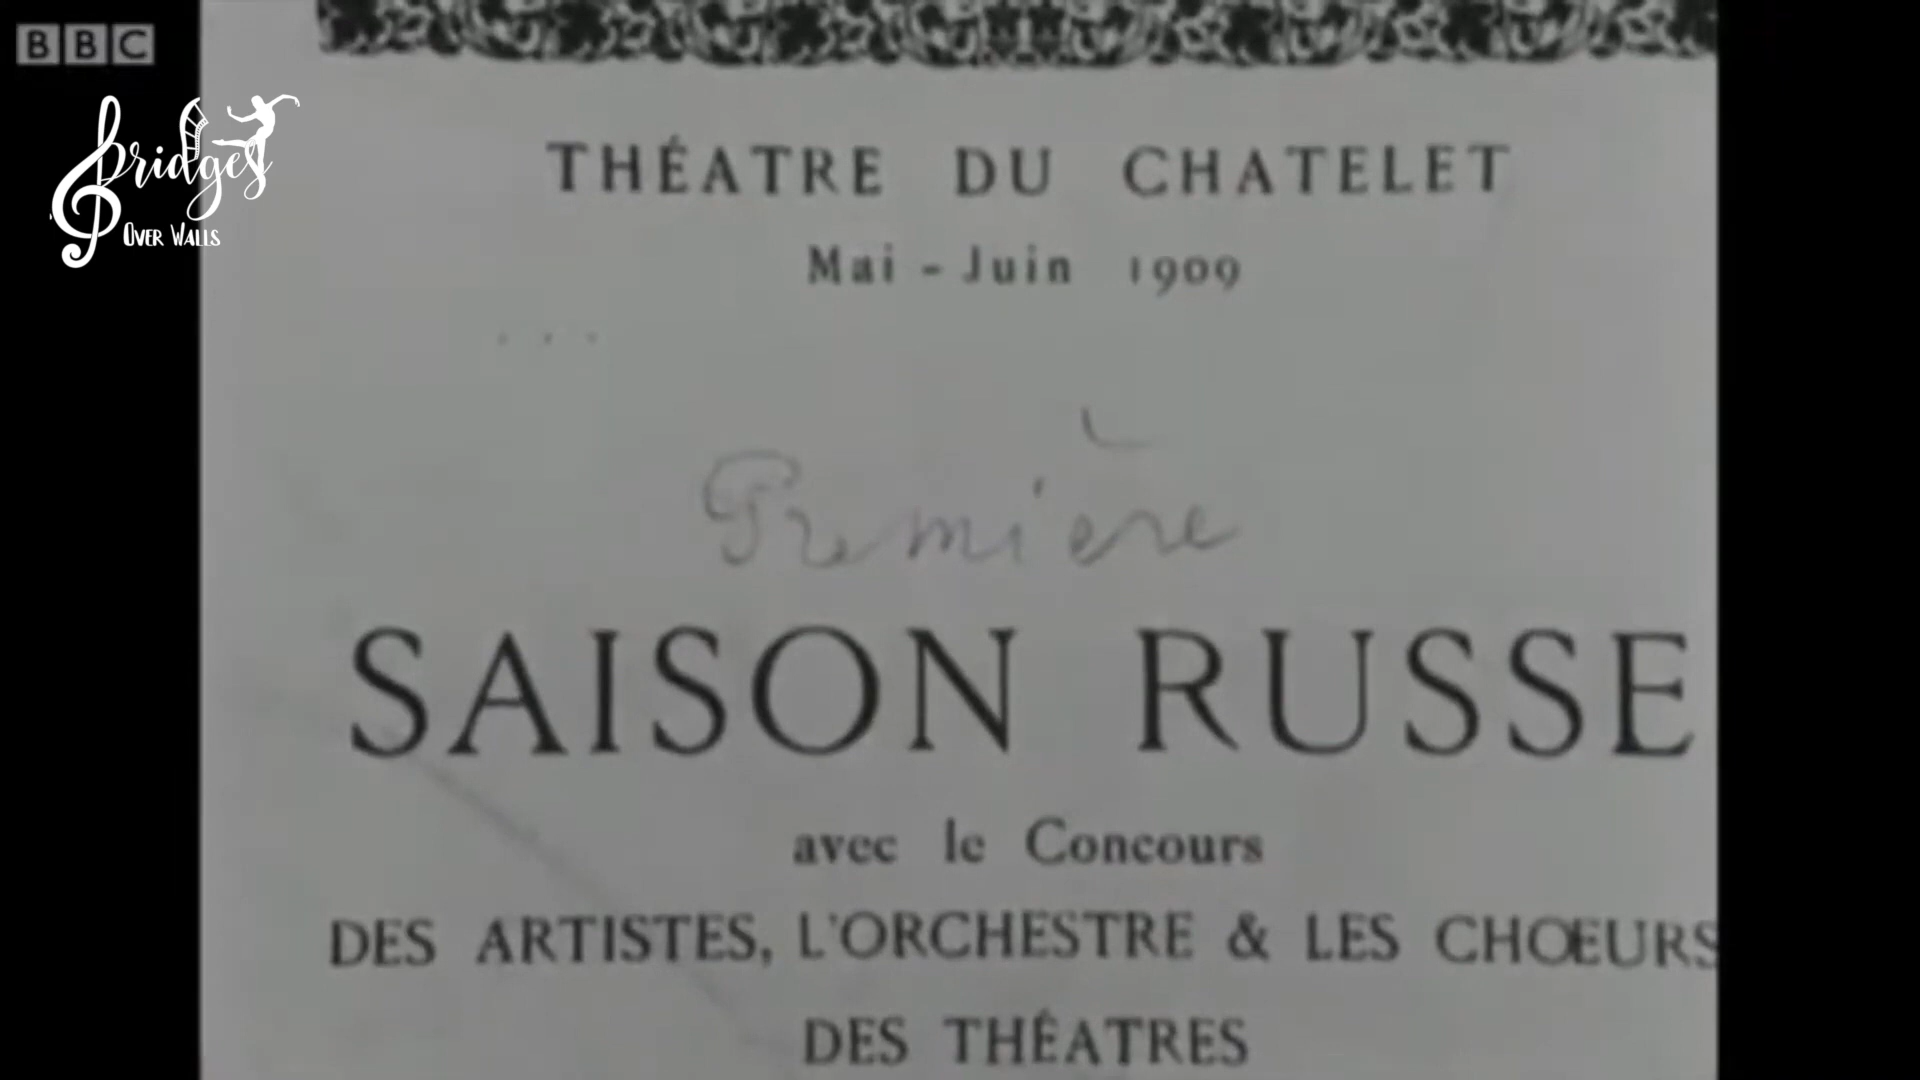 BBC
Bridges
OVER WALLS
THÉATRE DU CHATELET
Mai - Juin 1909
Première
SAISON RUSSE
avec le Concours
DES ARTISTES, L'ORCHESTRE & LES CHŒURS
DES THÉATRES